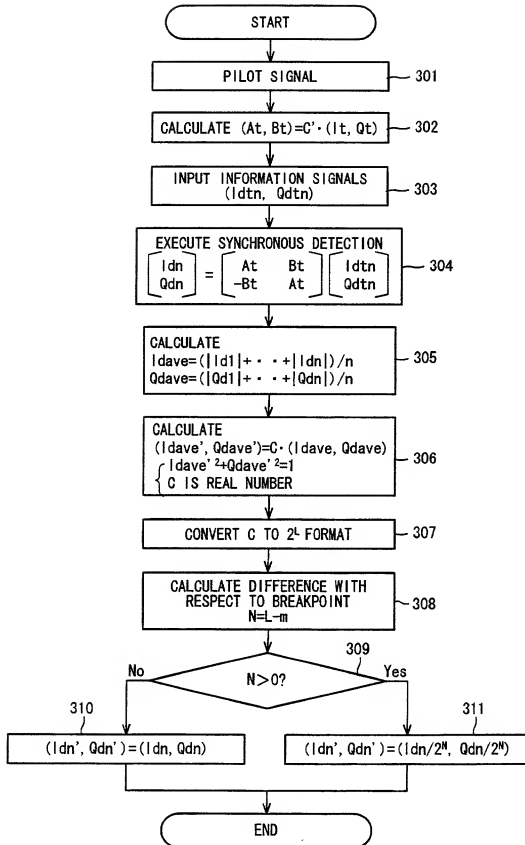 START
PILOT SIGNAL
301
CALCULATE (At, Bt)=C'·(It, Qt)
302
INPUT INFORMATION SIGNALS
(Idtn, Qdtn)
303
EXECUTE SYNCHRONOUS DETECTION
Idn = At Bt Idtn
Qdn -Bt At Qdtn
304
CALCULATE
Idave=(|Id1|+···+|Idn|)/n
Qdave=(|Qd1|+···+|Qdn|)/n
305
CALCULATE
(Idave', Qdave')=C·(Idave, Qdave)
{ Idave'²+Qdave'²=1
C IS REAL NUMBER
306
CONVERT C TO 2ᴸ FORMAT
307
CALCULATE DIFFERENCE WITH
RESPECT TO BREAKPOINT
N=L-m
308
309
N>0?
No
Yes
310
(Idn', Qdn')=(Idn, Qdn)
311
(Idn', Qdn')=(Idn/2ᴺ, Qdn/2ᴺ)
END